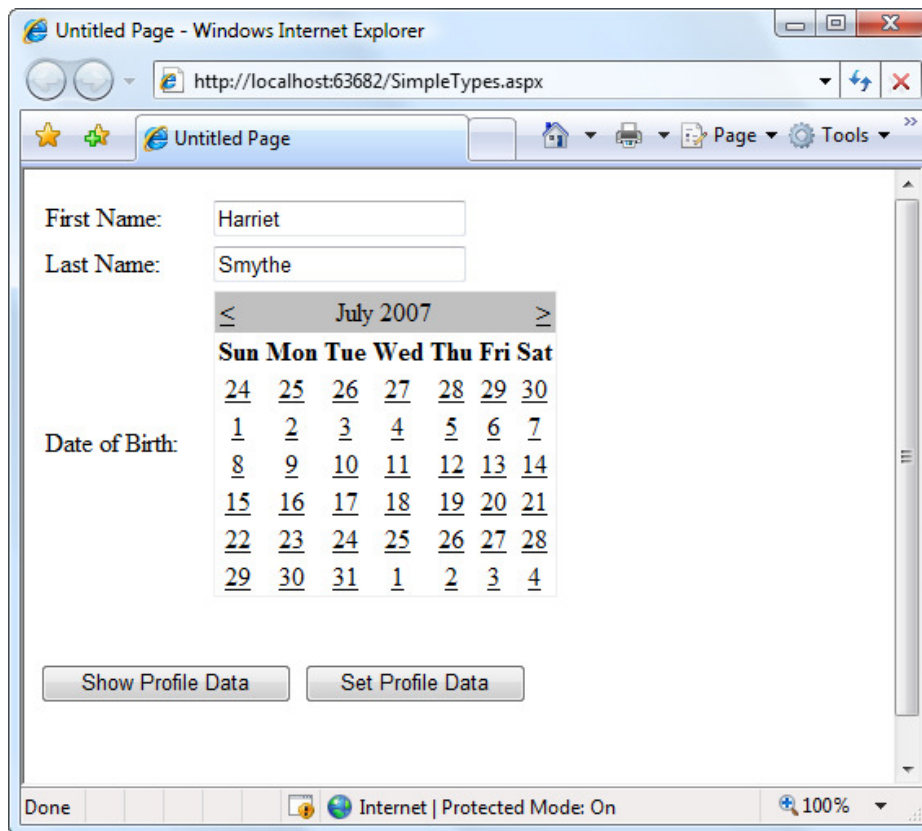 Untitled Page - Windows Internet Explorer
http://localhost:63682/SimpleTypes.aspx
Untitled Page Page Tools »
First Name: Harriet
Last Name: Smythe
< July 2007 >
Sun Mon Tue Wed Thu Fri Sat
24 25 26 27 28 29 30
1 2 3 4 5 6 7
Date of Birth:
8 9 10 11 12 13 14
15 16 17 18 19 20 21
22 23 24 25 26 27 28
29 30 31 1 2 3 4
Show Profile Data Set Profile Data
Done Internet | Protected Mode: On 100%